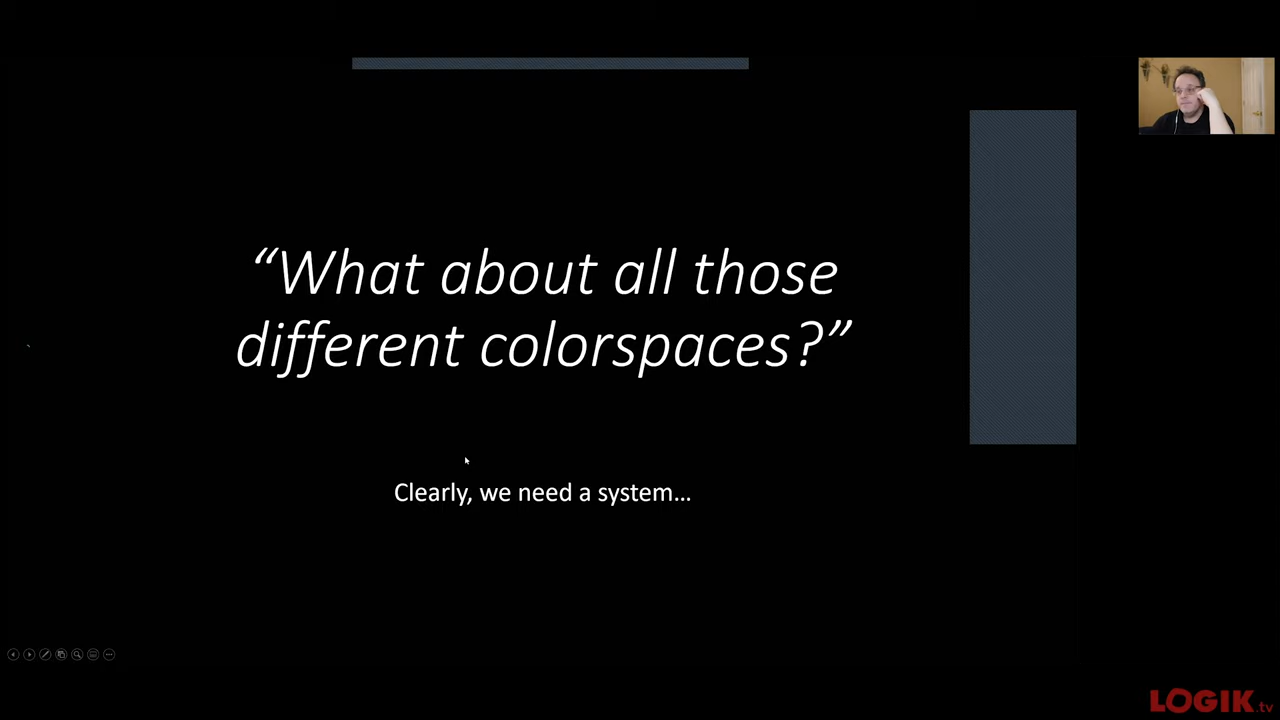 “What about all those
different colorspaces?”
Clearly, we need a system...
LOGIK.tv